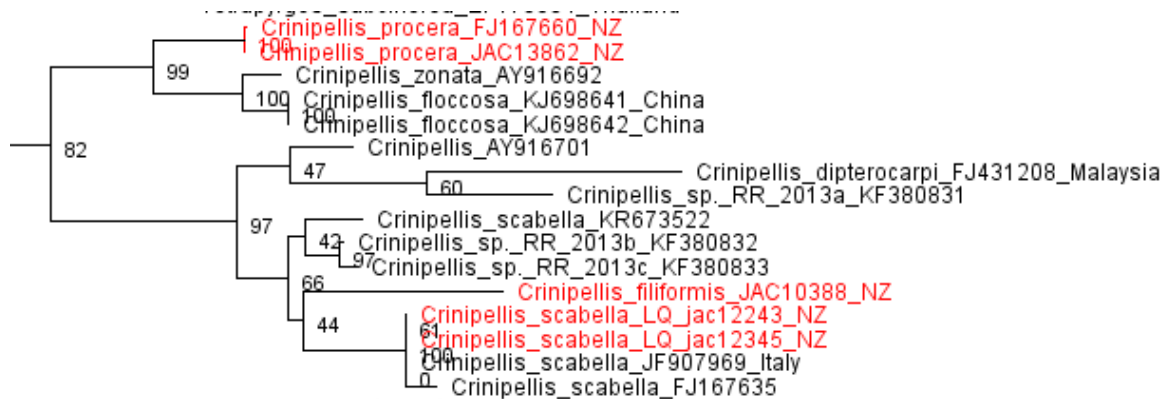 Crinipellis_procera_FJ167660_NZ
100
Crinipellis_procera_JAC13862_NZ
99
Crinipellis_zonata_AY916692
100
Crinipellis_floccosa_KJ698641_China
100
Crinipellis_floccosa_KJ698642_China
82
Crinipellis_AY916701
47
Crinipellis_dipterocarpi_FJ431208_Malaysia
60
Crinipellis_sp._RR_2013a_KF380831
97
Crinipellis_scabella_KR673522
42
Crinipellis_sp._RR_2013b_KF380832
97
Crinipellis_sp._RR_2013c_KF380833
66
Crinipellis_filiformis_JAC10388_NZ
44
Crinipellis_scabella_LQ_jac12243_NZ
61
Crinipellis_scabella_LQ_jac12345_NZ
100
Crinipellis_scabella_JF907969_Italy
0
Crinipellis_scabella_FJ167635